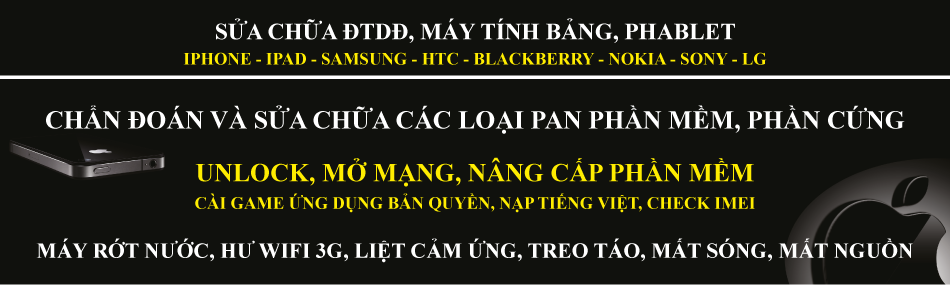 SỬA CHỮA ĐTDĐ, MÁY TÍNH BẢNG, PHABLET
IPHONE - IPAD - SAMSUNG - HTC - BLACKBERRY - NOKIA - SONY - LG
CHẨN ĐOÁN VÀ SỬA CHỮA CÁC LOẠI PAN PHẦN MỀM, PHẦN CỨNG
UNLOCK, MỞ MẠNG, NÂNG CẤP PHẦN MỀM
CÀI GAME ỨNG DỤNG BẢN QUYỀN, NẠP TIẾNG VIỆT, CHECK IMEI
MÁY RỚT NƯỚC, HƯ WIFI 3G, LIỆT CẢM ỨNG, TREO TÁO, MẤT SÓNG, MẤT NGUỒN